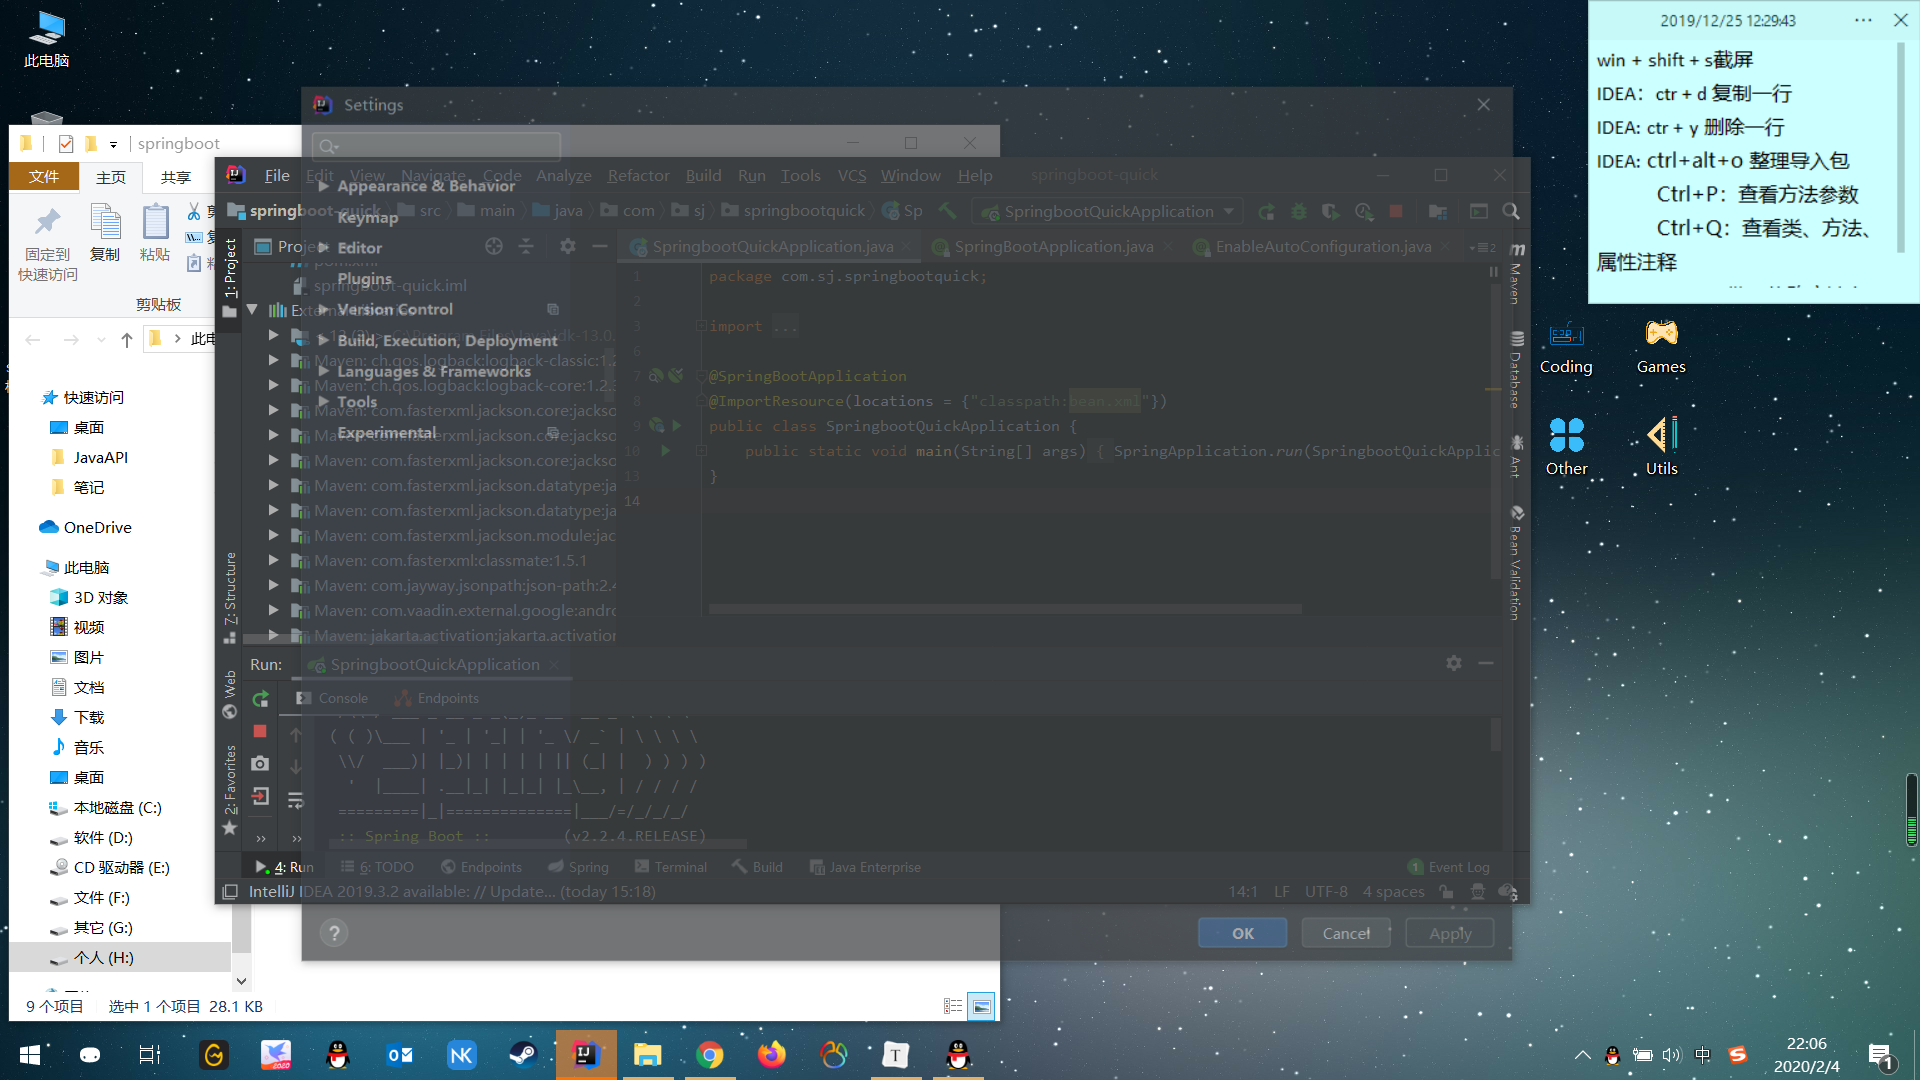 此电脑
2019/12/25 12:29:43
win + shift + s截屏
IDEA：ctr + d 复制一行
IDEA: ctr + y 删除一行
IDEA: ctrl+alt+o 整理导入包
Ctrl+P：查看方法参数
Ctrl+Q：查看类、方法、
属性注释
Coding
Games
Other
Utils
Settings
Appearance & Behavior
Keymap
Editor
Plugins
Version Control
Build, Execution, Deployment
Languages & Frameworks
Tools
Experimental
?
OK
Cancel
Apply
springboot
文件
主页
共享
固定到
快速访问
复制
粘贴
剪贴板
快速访问
桌面
JavaAPI
笔记
OneDrive
此电脑
3D 对象
视频
图片
文档
下载
音乐
桌面
本地磁盘 (C:)
软件 (D:)
CD 驱动器 (E:)
文件 (F:)
其它 (G:)
个人 (H:)
9 个项目 选中 1 个项目 28.1 KB
File Edit View Navigate Code Analyze Refactor Build Run Tools VCS Window Help springboot-quick
springboot-quick src main java com sj springbootquick Sp SpringbootQuickApplication
1: Project
Z: Structure
Web
2: Favorites
SpringbootQuickApplication.java
SpringBootApplication.java
EnableAutoConfiguration.java
springboot-quick.iml
Maven: ch.qos.logback:logback-classic:1.2
Maven: ch.qos.logback:logback-core:1.2.3
Maven: com.fasterxml.jackson.core:jackso
Maven: com.fasterxml.jackson.core:jackso
Maven: com.fasterxml.jackson.core:jackso
Maven: com.fasterxml.jackson.datatype:ja
Maven: com.fasterxml.jackson.datatype:ja
Maven: com.fasterxml.jackson.module:jac
Maven: com.fasterxml:classmate:1.5.1
Maven: com.jayway.jsonpath:json-path:2.4
Maven: com.vaadin.external.google:andro
Maven: jakarta.activation:jakarta.activation
1 package com.sj.springbootquick;
2
3 import ...
6
7 @SpringBootApplication
8 @ImportResource(locations = {"classpath:bean.xml"})
9 public class SpringbootQuickApplication {
10 public static void main(String[] args) { SpringApplication.run(SpringbootQuickApplic
13 }
14
Maven
Database
Ant
Bean Validation
Run: SpringbootQuickApplication
Console Endpoints
( ( )\___ | '_ | '_| | '_ \/ _` | \ \ \ \
\\/  ___)| |_)| | | | | || (_| |  ) ) ) )
'  |____| .__|_| |_|_| |_\__, | / / / /
=========|_|==============|___/=/_/_/_/
:: Spring Boot :: (v2.2.4.RELEASE)
4: Run 6: TODO Endpoints Spring Terminal Build Java Enterprise 1 Event Log
IntelliJ IDEA 2019.3.2 available: // Update... (today 15:18) 14:1 LF UTF-8 4 spaces
中
22:06
2020/2/4
1